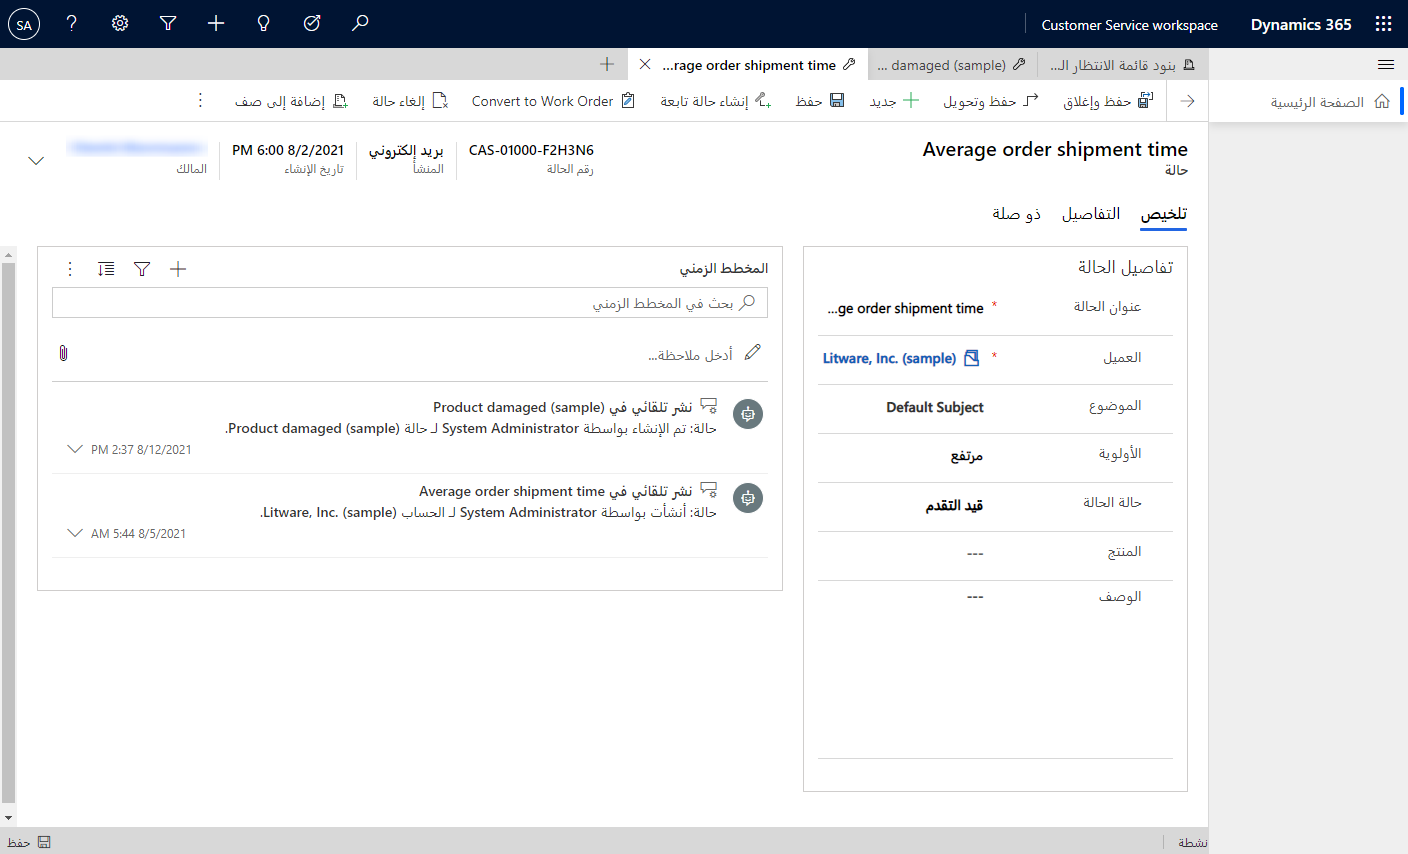 Dynamics 365
Customer Service workspace
SA
الصفحة الرئيسية
بنود قائمة الانتظار الـ...
damaged (sample) ...
...rage order shipment time
حفظ وإغلاق
حفظ وتحويل
جديد
حفظ
إنشاء حالة تابعة
Convert to Work Order
إلغاء حالة
إضافة إلى صف
Average order shipment time
حالة
CAS-01000-F2H3N6
رقم الحالة
بريد إلكتروني
المنشأ
8/2/2021 6:00 PM
تاريخ الإنشاء
المالك
تلخيص
التفاصيل
ذو صلة
تفاصيل الحالة
عنوان الحالة
*
...ge order shipment time
العميل
*
Litware, Inc. (sample)
الموضوع
Default Subject
الأولوية
مرتفع
حالة الحالة
قيد التقدم
المنتج
---
الوصف
---
المخطط الزمني
بحث في المخطط الزمني
أدخل ملاحظة...
نشر تلقائي في Product damaged (sample)
حالة: تم الإنشاء بواسطة System Administrator لـ حالة Product damaged (sample).
8/12/2021 2:37 PM
نشر تلقائي في Average order shipment time
حالة: أنشأت بواسطة System Administrator لـ الحساب Litware, Inc. (sample).
8/5/2021 5:44 AM
نشطة
حفظ